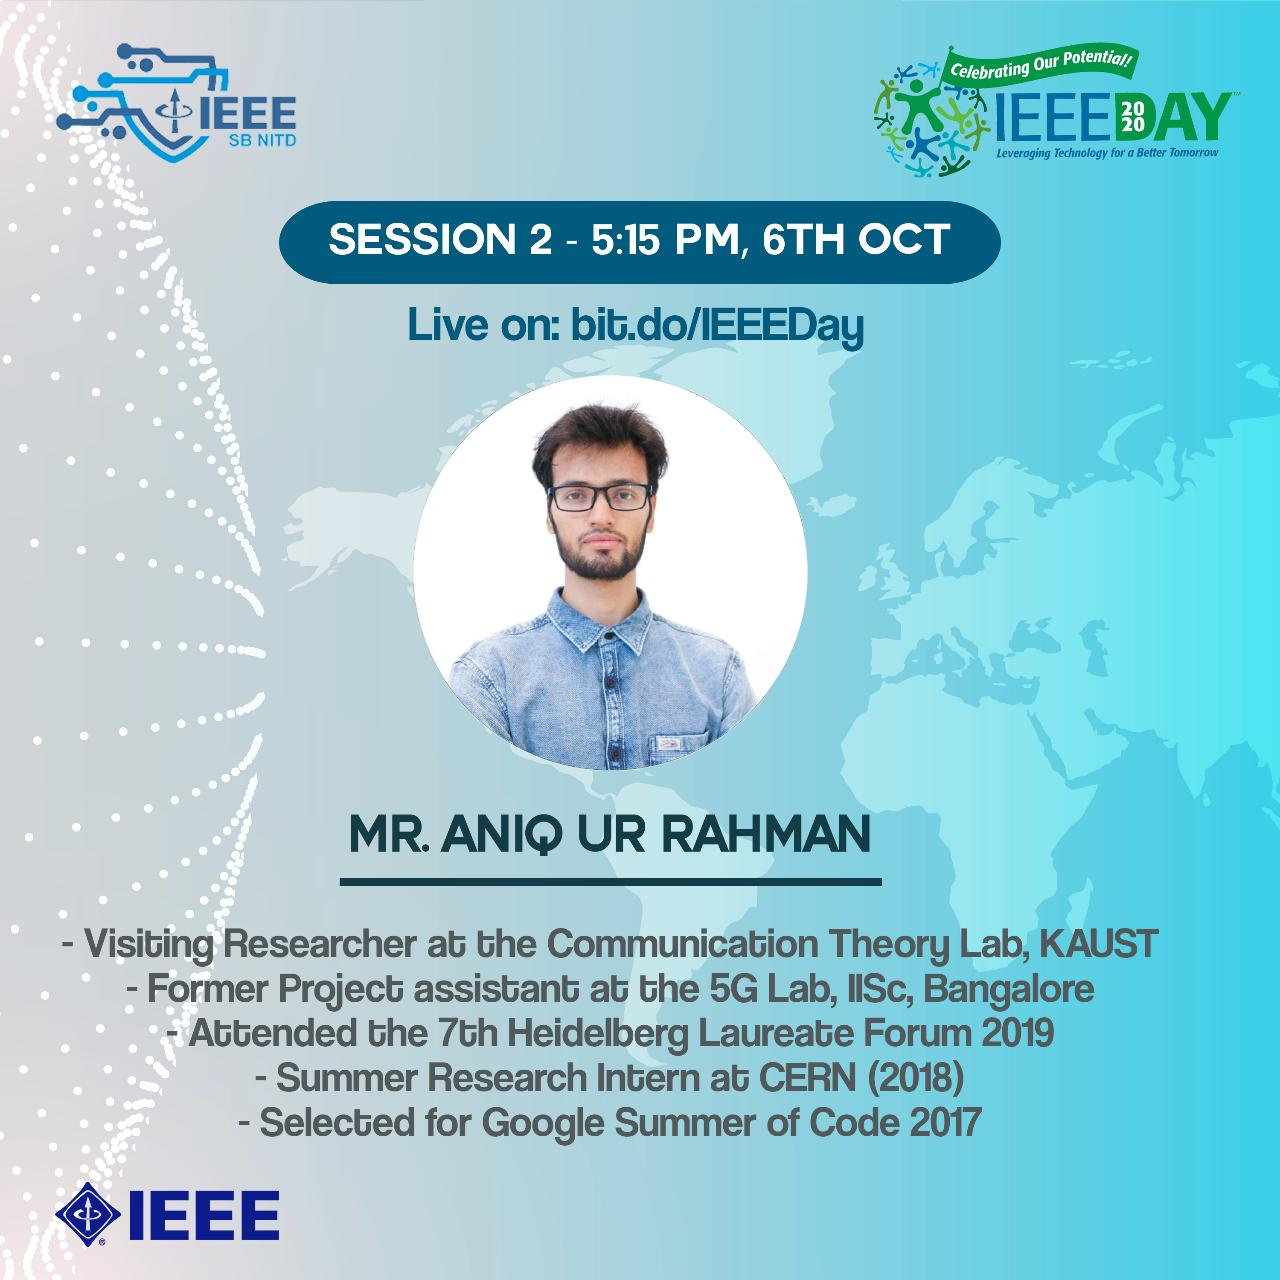 IEEE
SB NITD
Celebrating Our Potential!
IEEE DAY 2020 ™
Leveraging Technology for a Better Tomorrow
SESSION 2 - 5:15 PM, 6TH OCT
Live on: bit.do/IEEEDay
MR. ANIQ UR RAHMAN
- Visiting Researcher at the Communication Theory Lab, KAUST
- Former Project assistant at the 5G Lab, IISc, Bangalore
- Attended the 7th Heidelberg Laureate Forum 2019
- Summer Research Intern at CERN (2018)
- Selected for Google Summer of Code 2017
IEEE ®